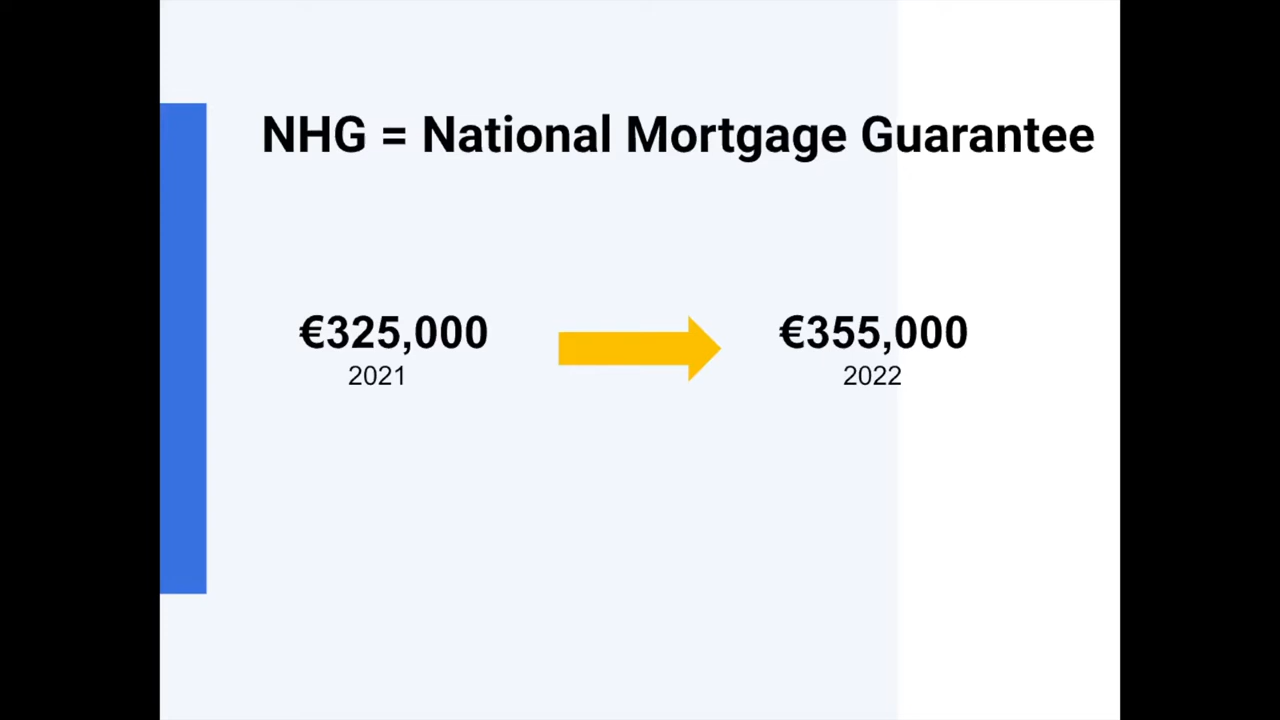 NHG = National Mortgage Guarantee
€325,000
2021
€355,000
2022